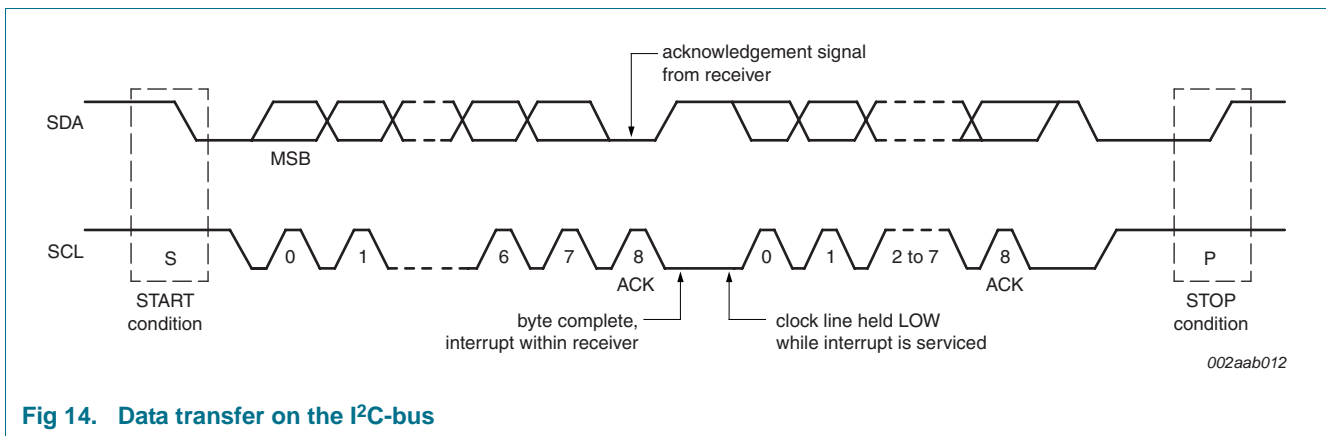 acknowledgement signal
from receiver
SDA
MSB
SCL
S
0
1
6
7
8
0
1
2 to 7
8
P
ACK
ACK
START
condition
byte complete,
interrupt within receiver
clock line held LOW
while interrupt is serviced
STOP
condition
002aab012
Fig 14. Data transfer on the I²C-bus